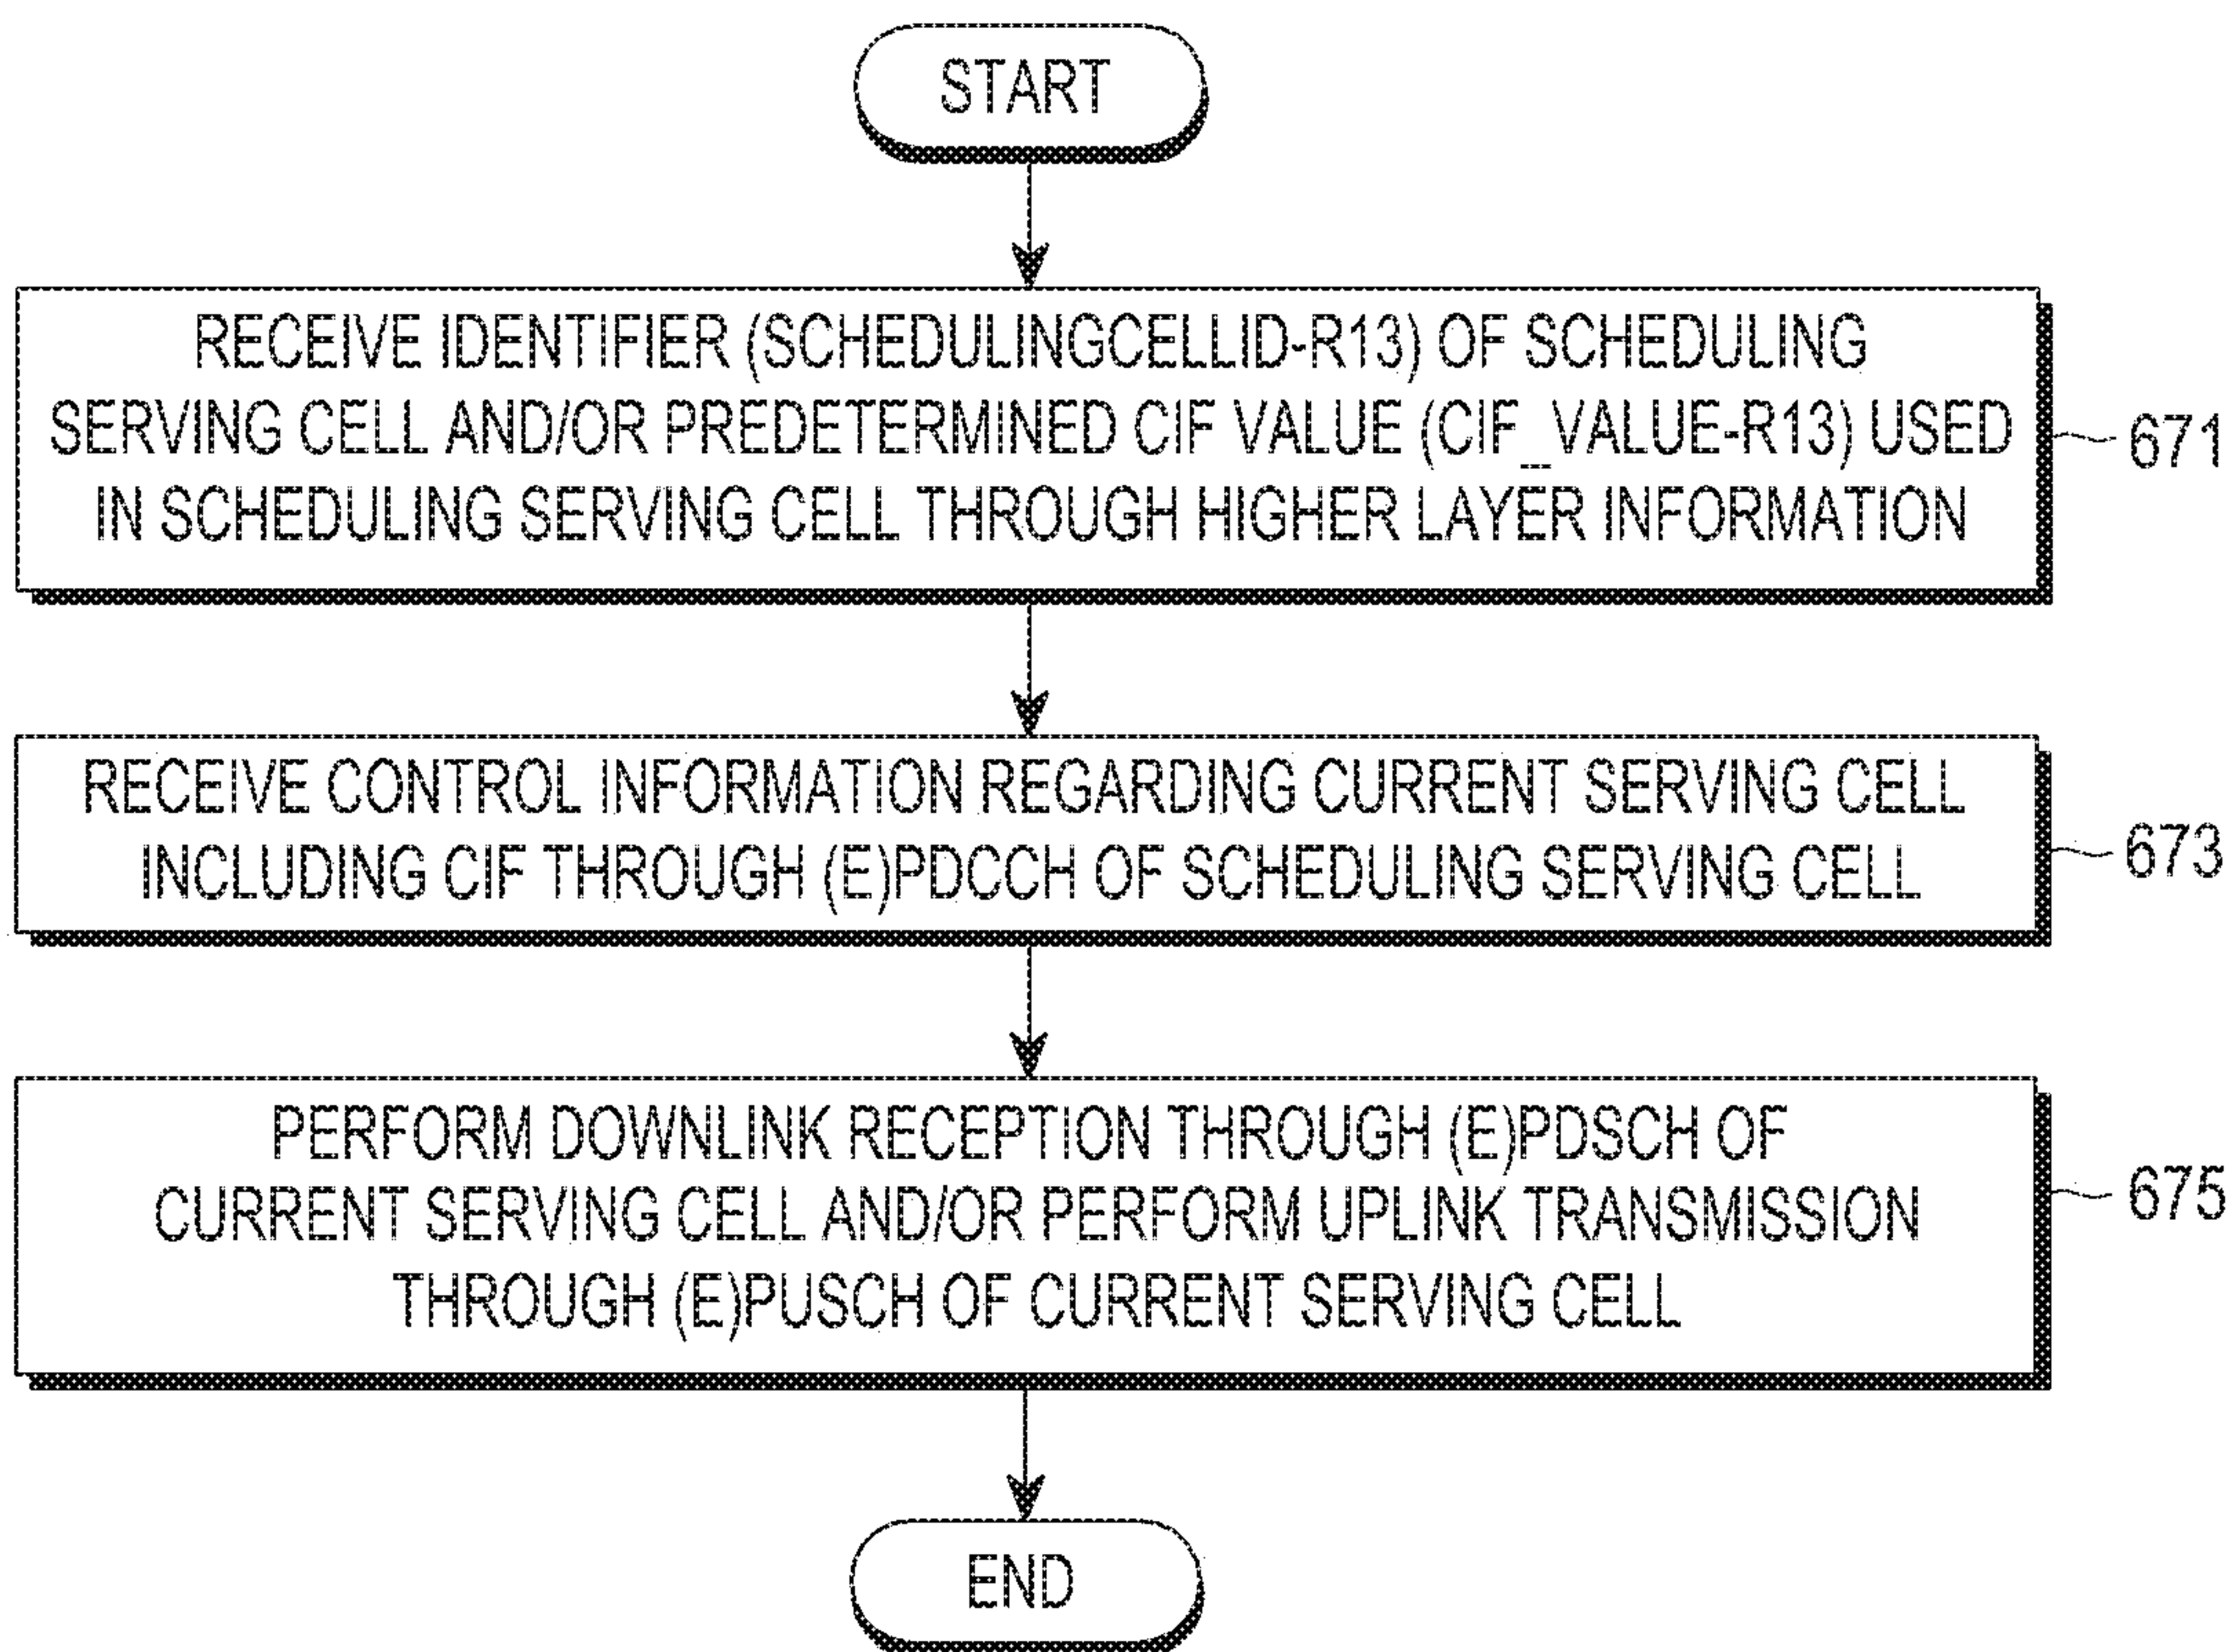 START
RECEIVE IDENTIFIER (SCHEDULINGCELLID-R13) OF SCHEDULING
SERVING CELL AND/OR PREDETERMINED CIF VALUE (CIF_VALUE-R13) USED
IN SCHEDULING SERVING CELL THROUGH HIGHER LAYER INFORMATION
671
RECEIVE CONTROL INFORMATION REGARDING CURRENT SERVING CELL
INCLUDING CIF THROUGH (E)PDCCH OF SCHEDULING SERVING CELL
673
PERFORM DOWNLINK RECEPTION THROUGH (E)PDSCH OF
CURRENT SERVING CELL AND/OR PERFORM UPLINK TRANSMISSION
THROUGH (E)PUSCH OF CURRENT SERVING CELL
675
END